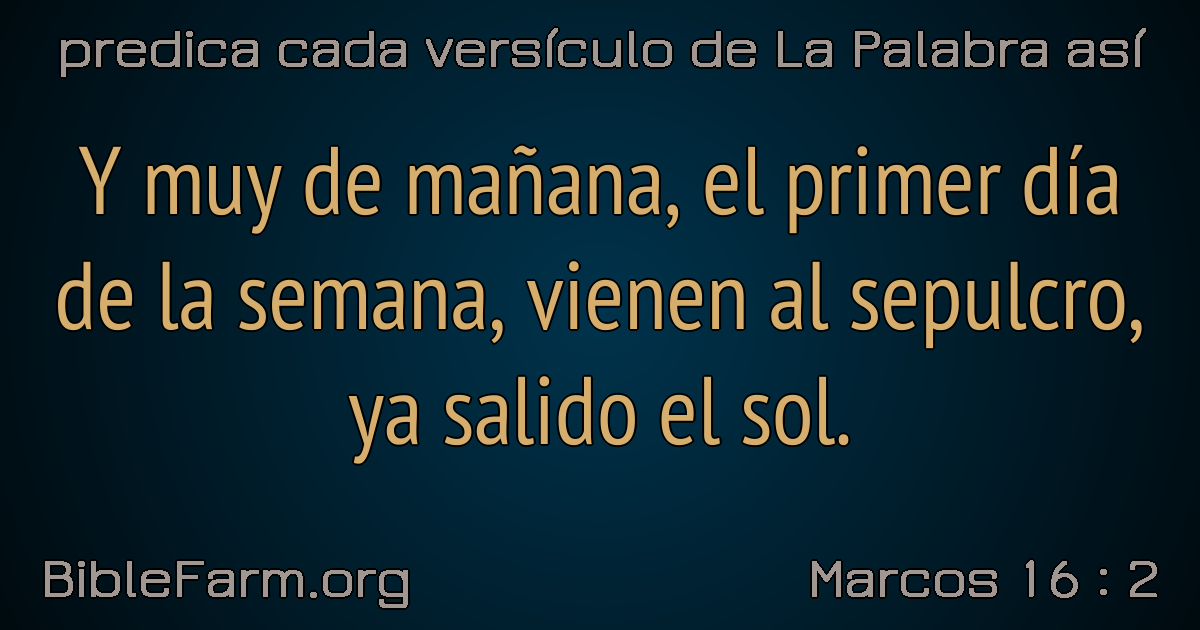 predica cada versículo de La Palabra así
Y muy de mañana, el primer día
de la semana, vienen al sepulcro,
ya salido el sol.
BibleFarm.org
Marcos 16 : 2